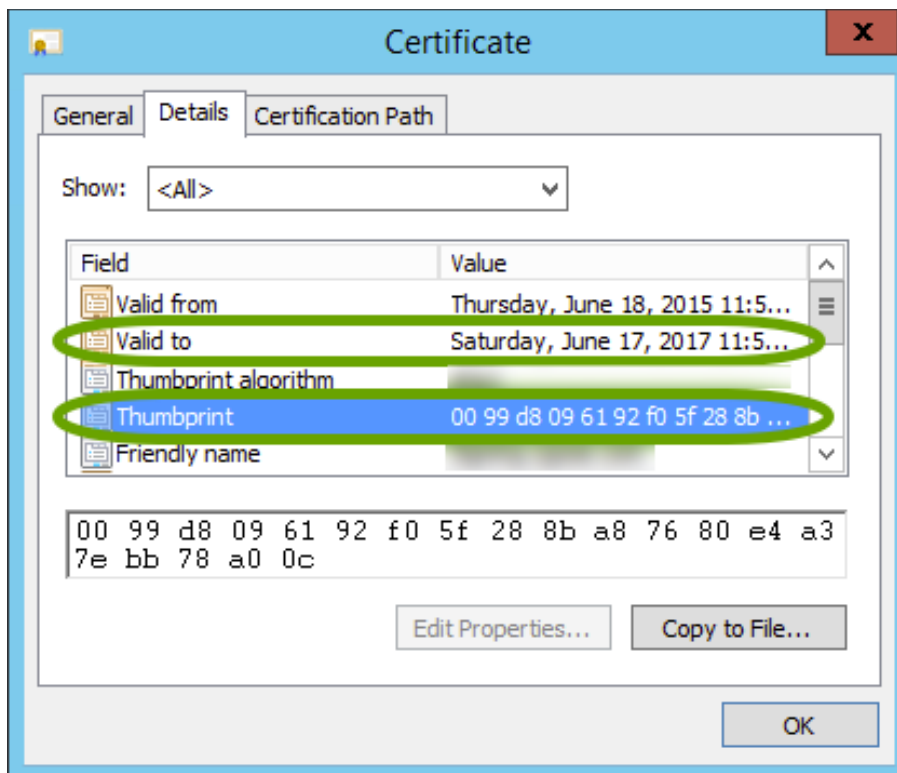 Certificate
x
General Details Certification Path
Show: <All>
Field Value
Valid from Thursday, June 18, 2015 11:5...
Valid to Saturday, June 17, 2017 11:5...
Thumbprint algorithm
Thumbprint 00 99 d8 09 61 92 f0 5f 28 8b ...
Friendly name
00 99 d8 09 61 92 f0 5f 28 8b a8 76 80 e4 a3
7e bb 78 a0 0c
Edit Properties... Copy to File...
OK